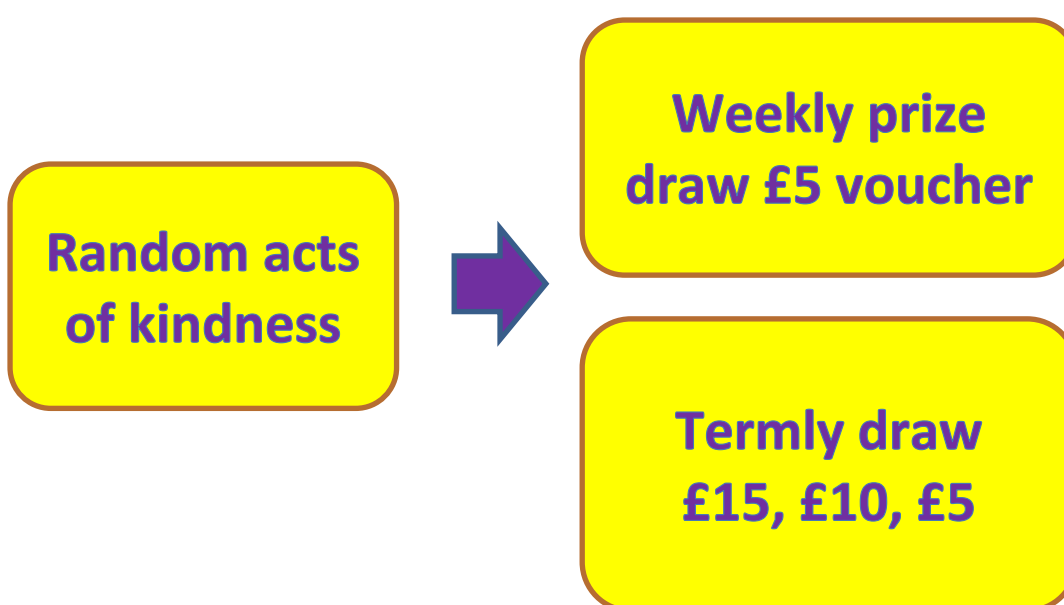 Random acts
of kindness
Weekly prize
draw £5 voucher
Termly draw
£15, £10, £5